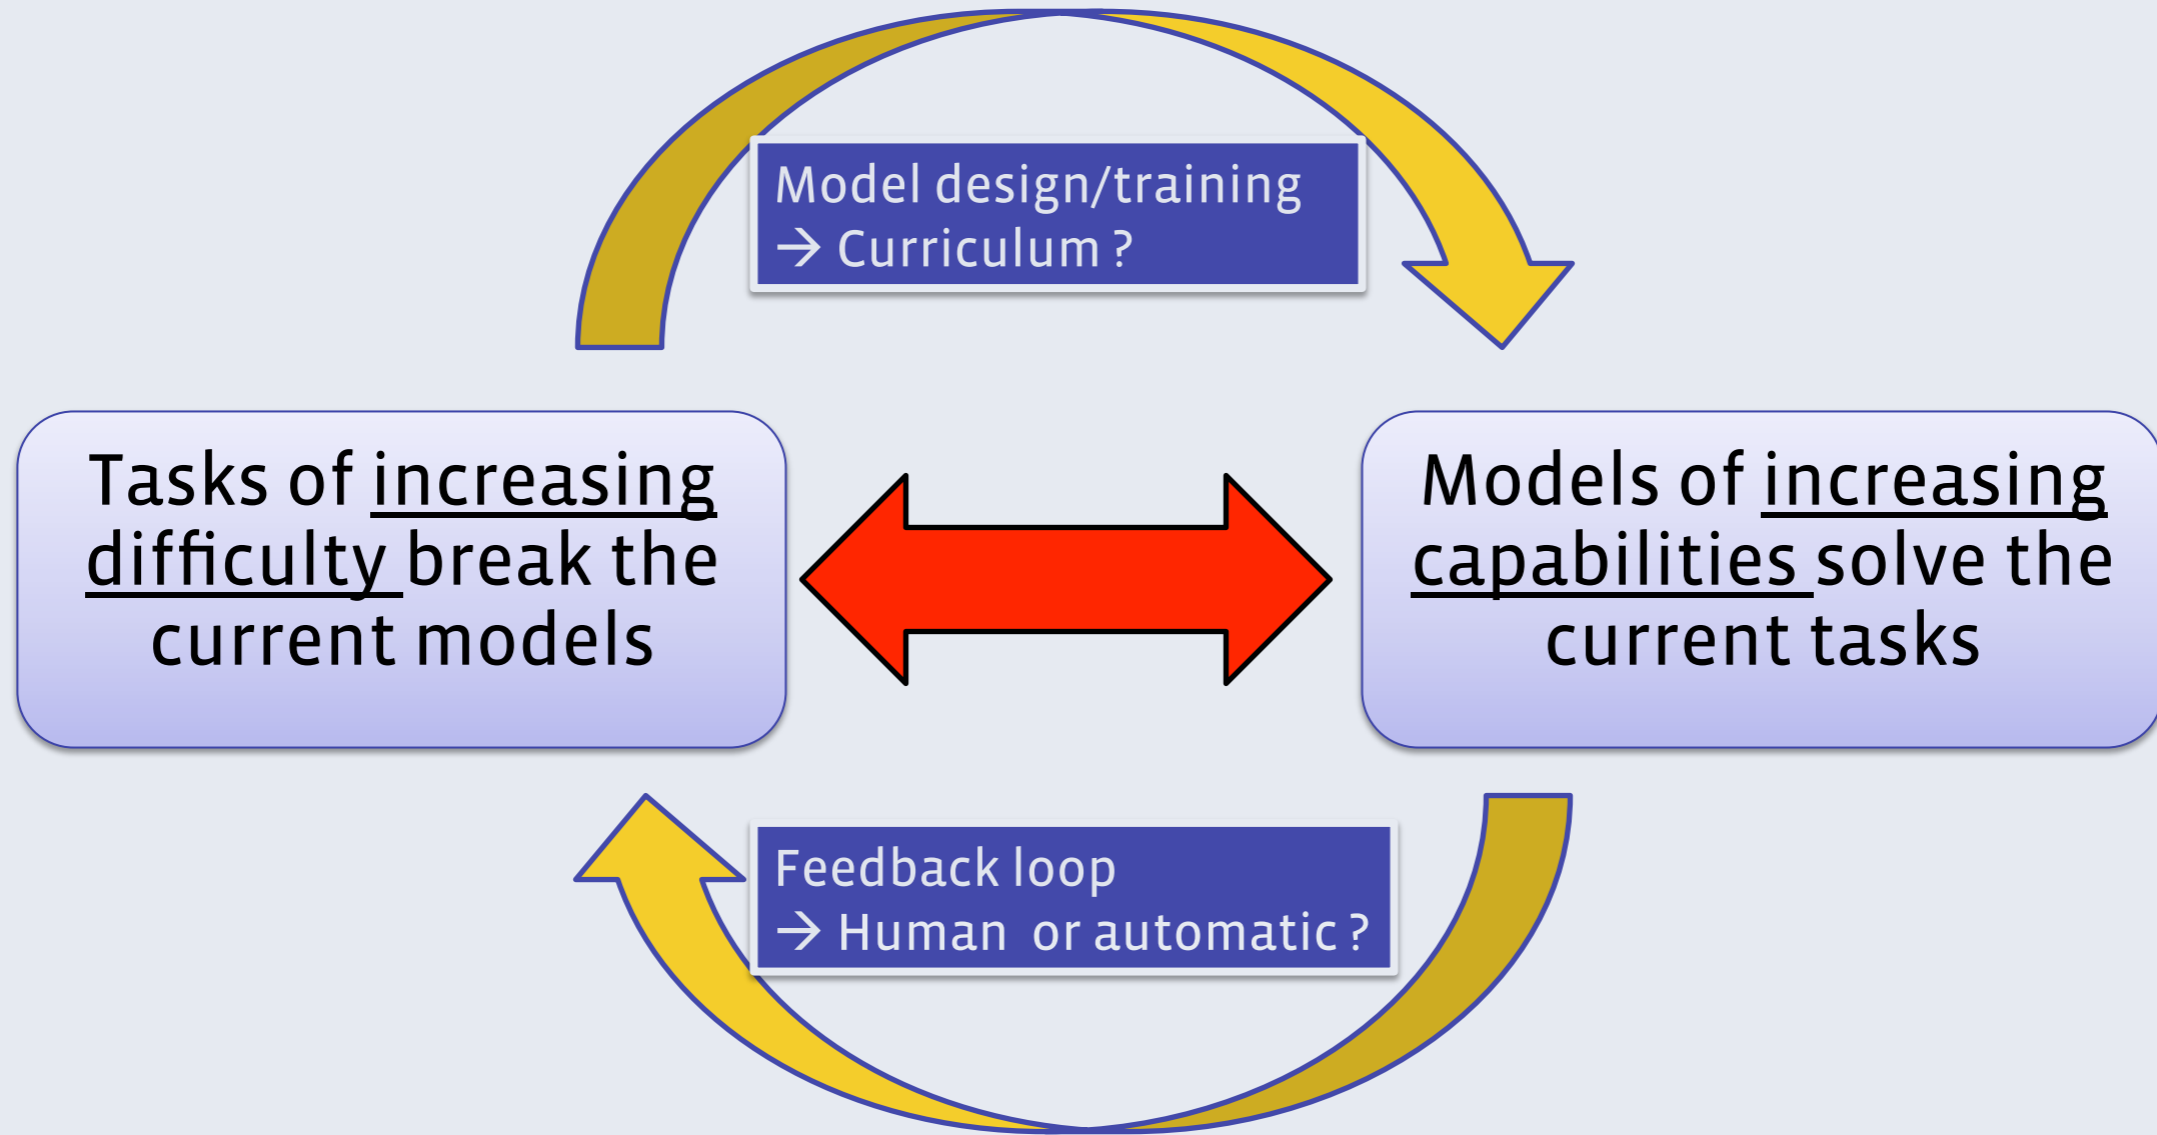 Model design/training
→ Curriculum ?
Tasks of increasing
difficulty break the
current models
Models of increasing
capabilities solve the
current tasks
Feedback loop
→ Human or automatic ?